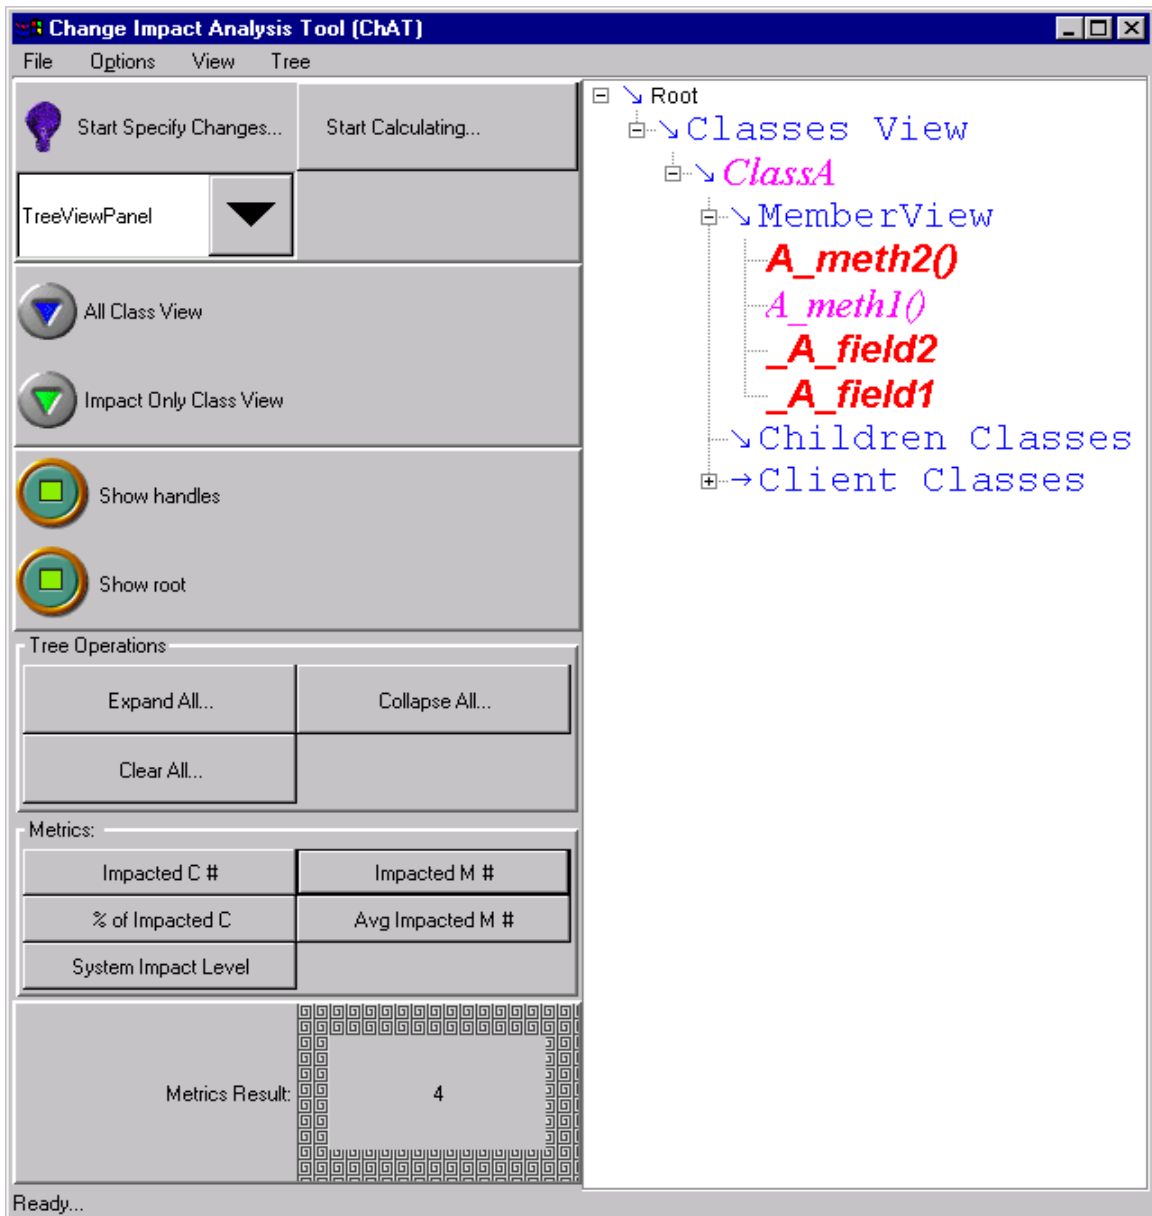 Change Impact Analysis Tool (ChAT)
File Options View Tree
Start Specify Changes... Start Calculating...
TreeViewPanel
All Class View
Impact Only Class View
Show handles
Show root
Tree Operations
Expand All... Collapse All...
Clear All...
Metrics:
Impacted C # Impacted M #
% of Impacted C Avg Impacted M #
System Impact Level
Metrics Result: 4
Ready...
Root
Classes View
ClassA
MemberView
A_meth2()
A_meth1()
_A_field2
_A_field1
Children Classes
Client Classes